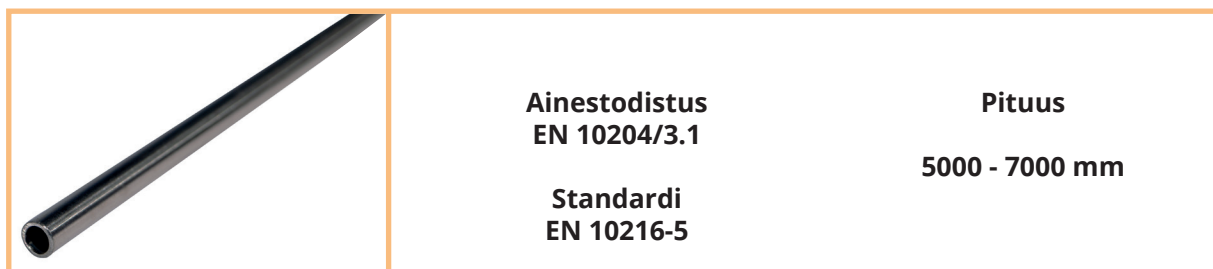 Ainestodistus
EN 10204/3.1
Standardi
EN 10216-5
Pituus
5000 - 7000 mm